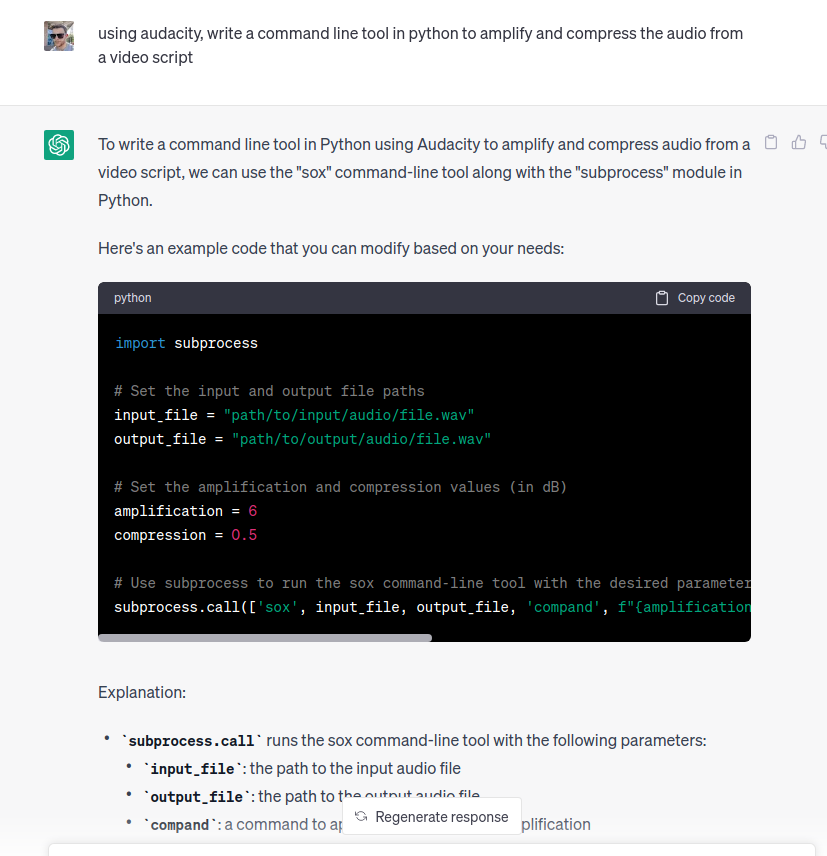 using audacity, write a command line tool in python to amplify and compress the audio from
a video script
To write a command line tool in Python using Audacity to amplify and compress audio from a
video script, we can use the "sox" command-line tool along with the "subprocess" module in
Python.
Here's an example code that you can modify based on your needs:
python
Copy code
import subprocess
# Set the input and output file paths
input_file = "path/to/input/audio/file.wav"
output_file = "path/to/output/audio/file.wav"
# Set the amplification and compression values (in dB)
amplification = 6
compression = 0.5
# Use subprocess to run the sox command-line tool with the desired parameter
subprocess.call(['sox', input_file, output_file, 'compand', f"{amplification
Explanation:
• `subprocess.call` runs the sox command-line tool with the following parameters:
• `input_file`: the path to the input audio file
• `output_file`: the path to the output audio file
• `compand`: a command to ap
plification
Regenerate response